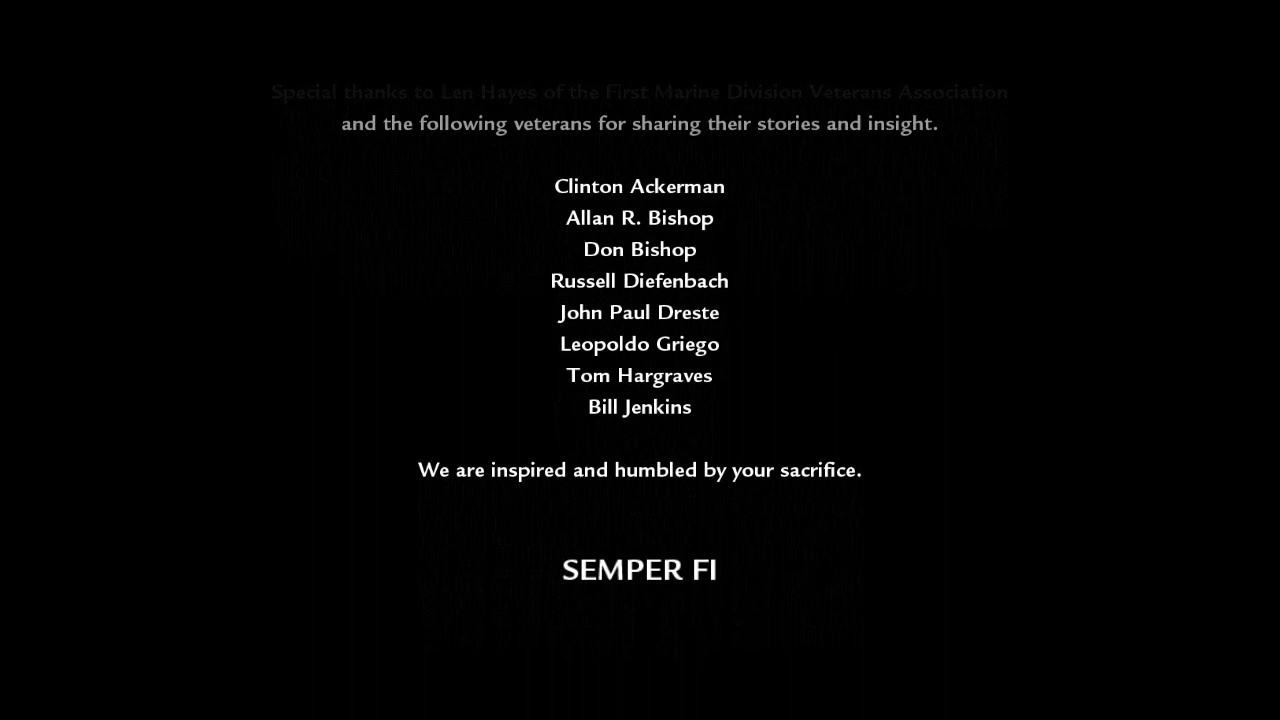 Special thanks to Len Hayes of the First Marine Division Veterans Association
and the following veterans for sharing their stories and insight.
Clinton Ackerman
Allan R. Bishop
Don Bishop
Russell Diefenbach
John Paul Dreste
Leopoldo Griego
Tom Hargraves
Bill Jenkins
We are inspired and humbled by your sacrifice.
SEMPER FI